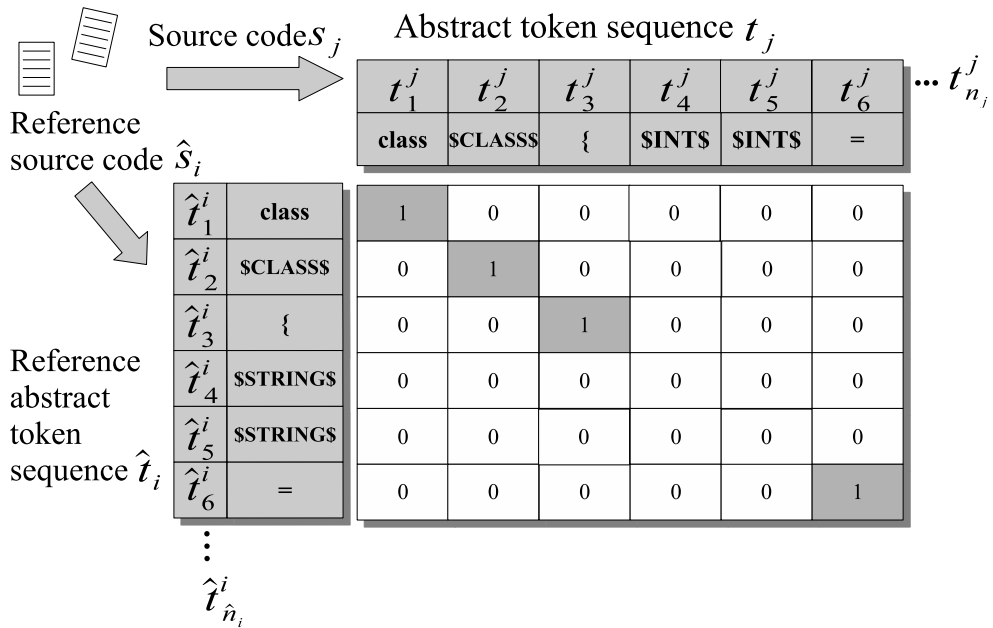 Source code s_j
Abstract token sequence t_j
t_1^j t_2^j t_3^j t_4^j t_5^j t_6^j ... t_{n_j}^j
class $CLASS$ { $INT$ $INT$ =
Reference
source code ŝ_i
t̂_1^i class 1 0 0 0 0 0
t̂_2^i $CLASS$ 0 1 0 0 0 0
t̂_3^i { 0 0 1 0 0 0
Reference
abstract
token
sequence t̂_i
t̂_4^i $STRING$ 0 0 0 0 0 0
t̂_5^i $STRING$ 0 0 0 0 0 0
t̂_6^i = 0 0 0 0 0 1
⋮
t̂_{n̂_i}^i